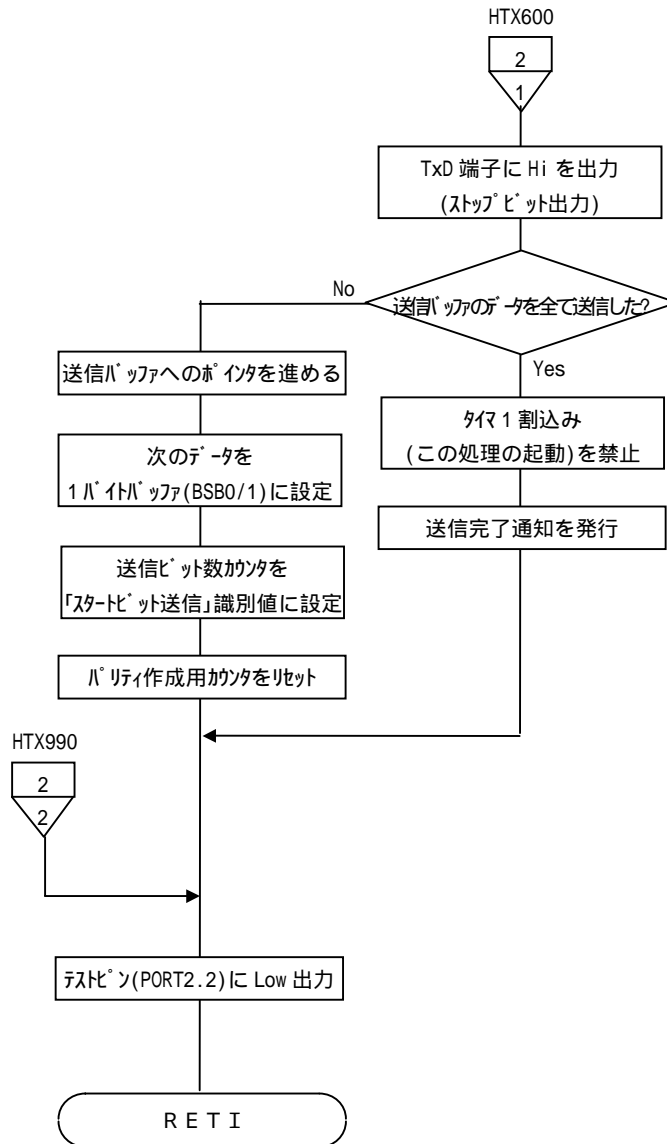 HTX600
2
1
TxD 端子に Hi を出力
(ｽﾄｯﾌﾟﾋﾞｯﾄ出力)
No
送信ﾊﾞｯﾌｧのﾃﾞｰﾀを全て送信した?
Yes
送信ﾊﾞｯﾌｧへのﾎﾟｲﾝﾀを進める
次のﾃﾞｰﾀを
1 ﾊﾞｲﾄﾊﾞｯﾌｧ(BSB0/1)に設定
送信ﾋﾞｯﾄ数ｶｳﾝﾀを
｢ｽﾀｰﾄﾋﾞｯﾄ送信｣識別値に設定
ﾊﾟﾘﾃｨ作成用ｶｳﾝﾀをﾘｾｯﾄ
ﾀｲﾏ 1 割込み
(この処理の起動)を禁止
送信完了通知を発行
HTX990
2
2
ﾃｽﾄﾋﾟﾝ(PORT2.2)に Low 出力
ＲＥＴＩ